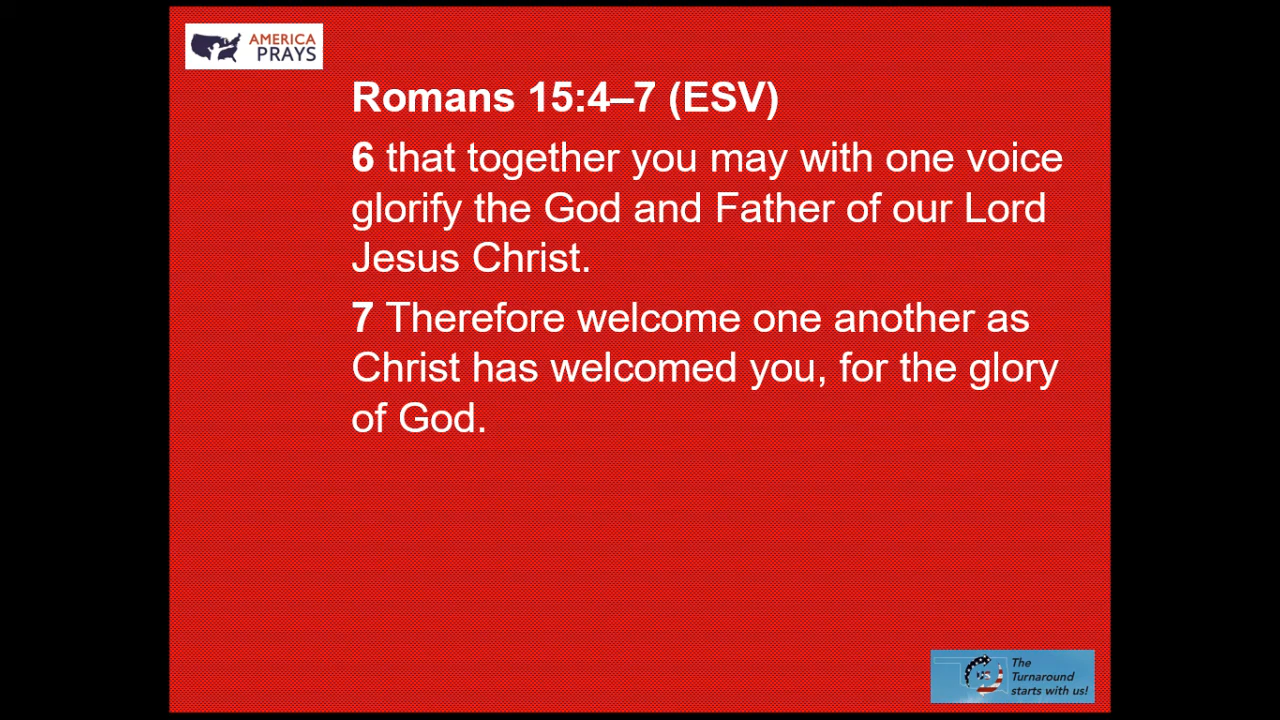 AMERICA
PRAYS
Romans 15:4–7 (ESV)
6 that together you may with one voice
glorify the God and Father of our Lord
Jesus Christ.
7 Therefore welcome one another as
Christ has welcomed you, for the glory
of God.
The
Turnaround
starts with us!